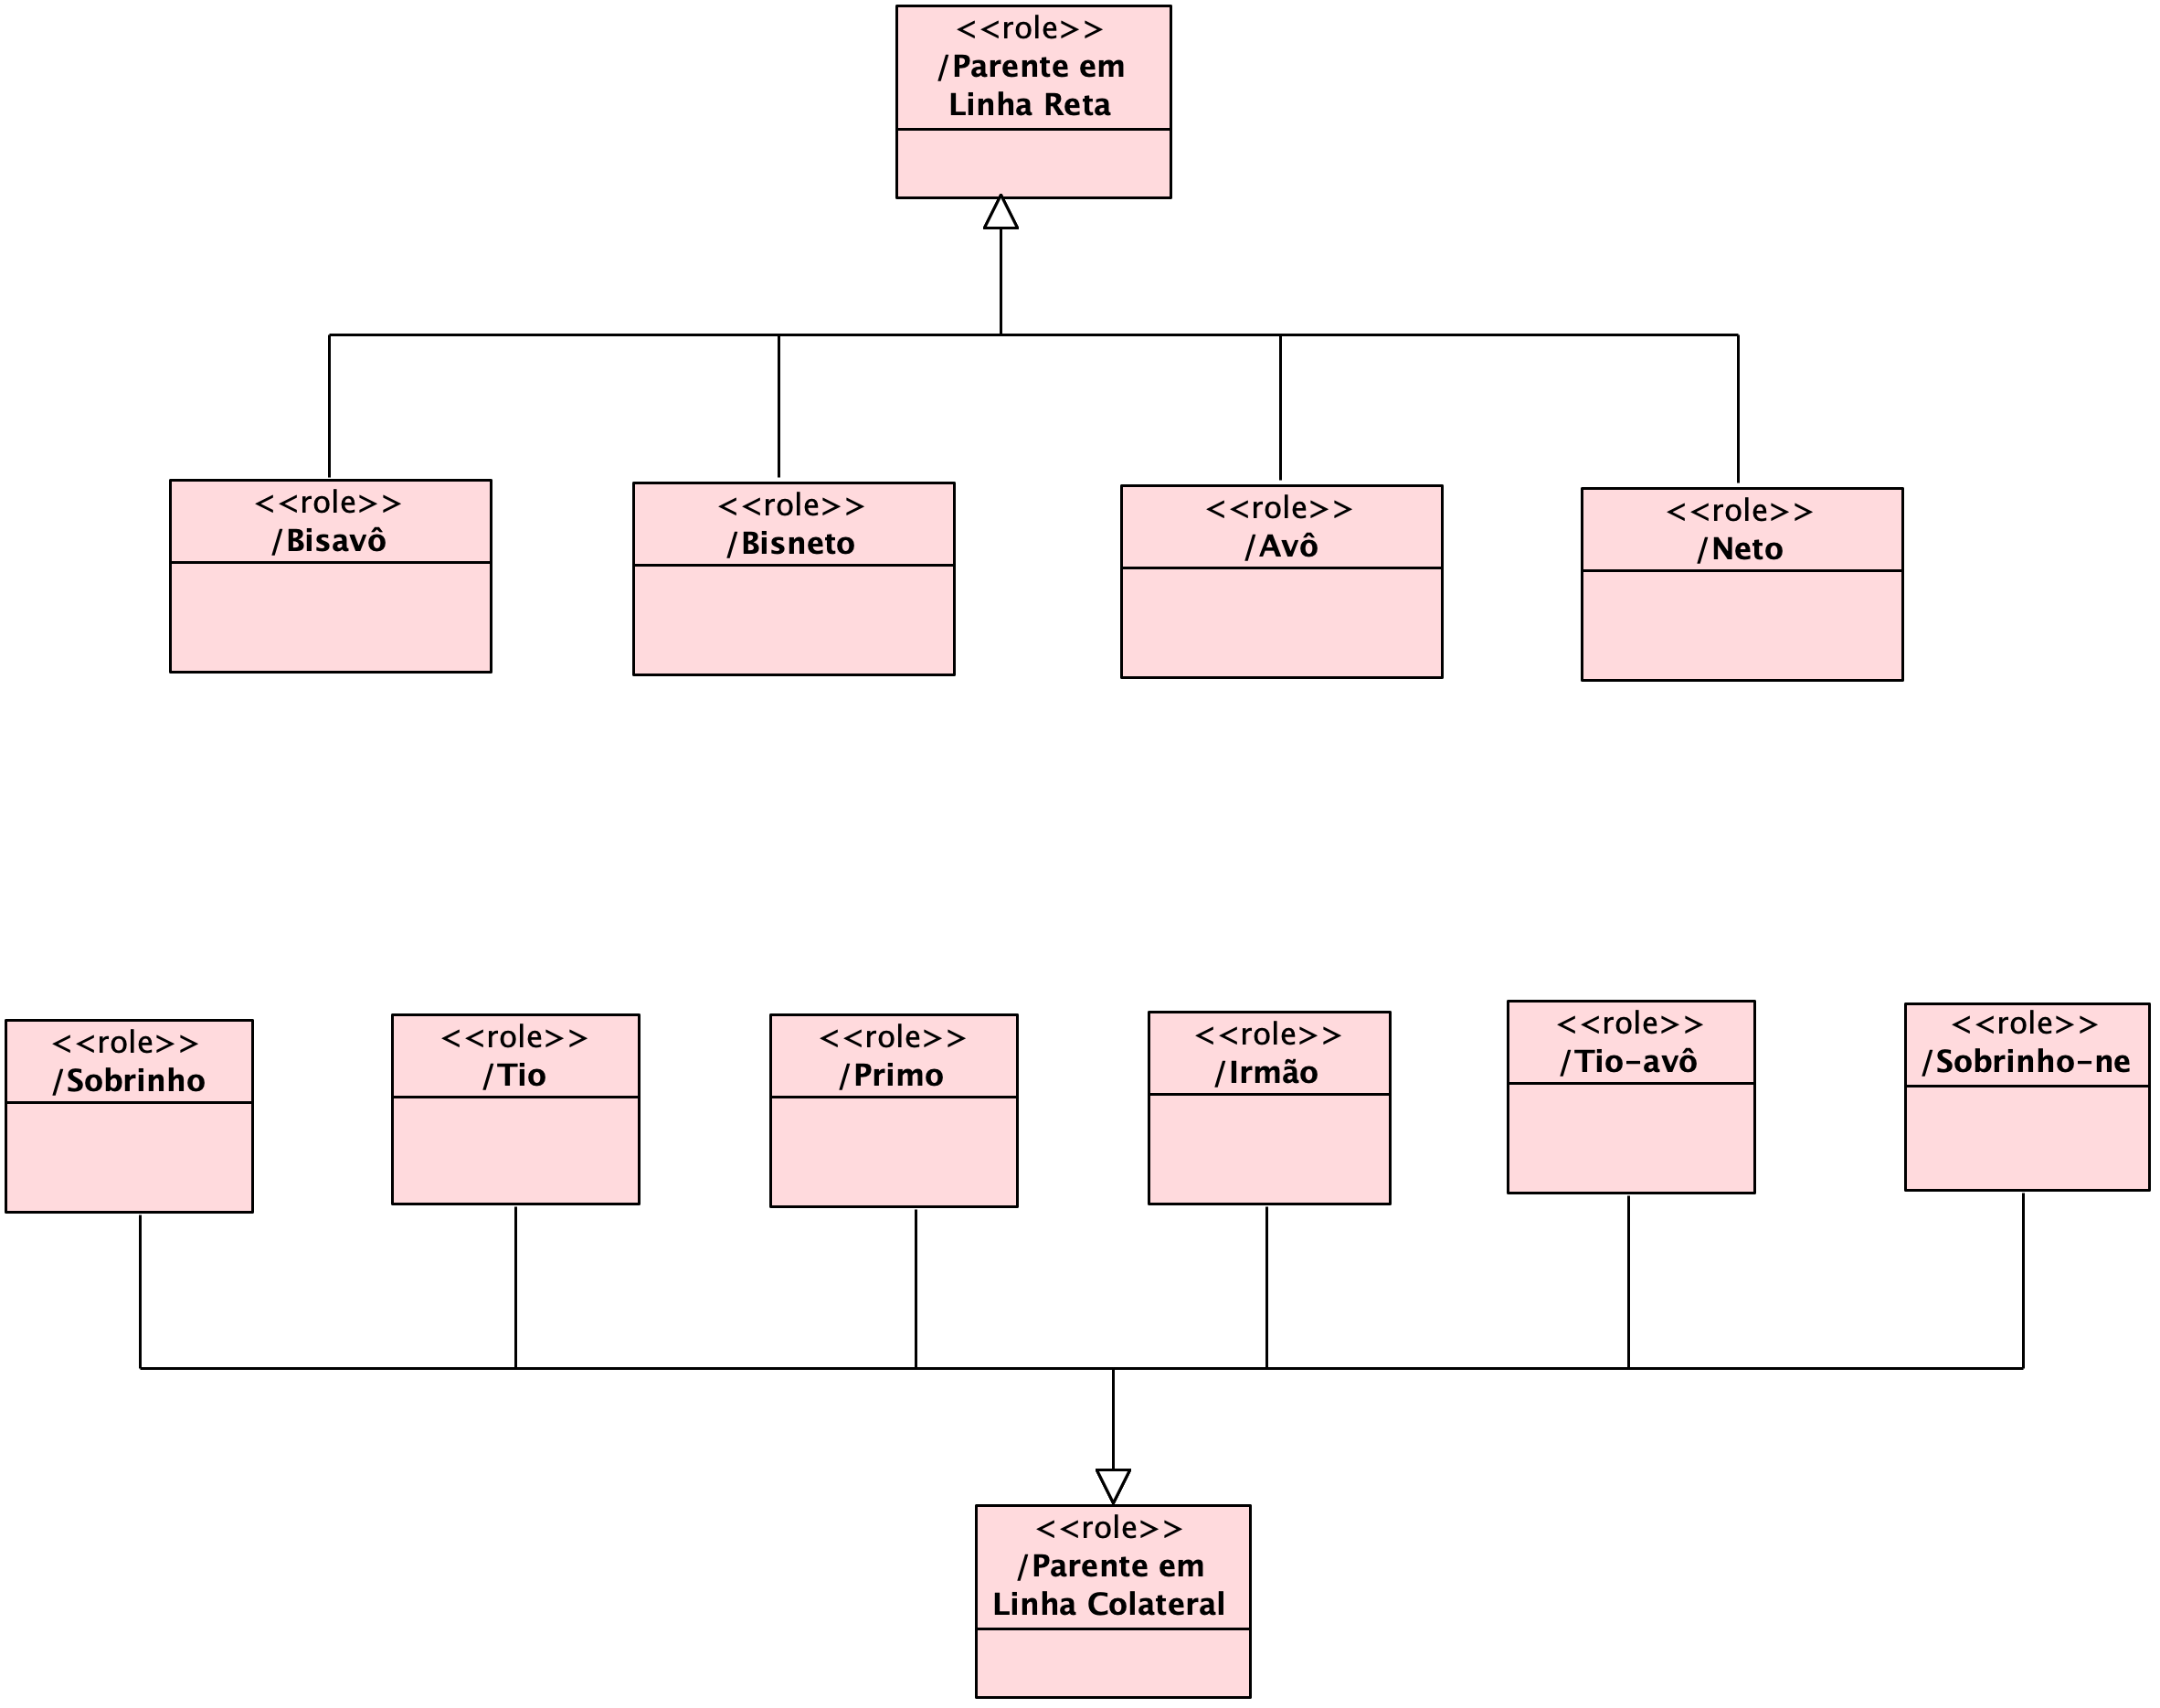 <<role>>
/Parente em
Linha Reta
<<role>>
/Bisavô
<<role>>
/Bisneto
<<role>>
/Avô
<<role>>
/Neto
<<role>>
/Sobrinho
<<role>>
/Tio
<<role>>
/Primo
<<role>>
/Irmão
<<role>>
/Tio-avô
<<role>>
/Sobrinho-ne
<<role>>
/Parente em
Linha Colateral